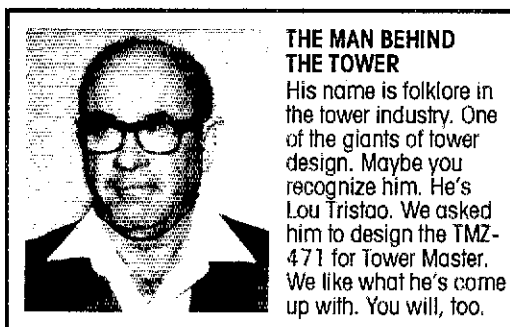 THE MAN BEHIND
THE TOWER
His name is folklore in
the tower industry. One
of the giants of tower
design. Maybe you
recognize him. He's
Lou Tristao. We asked
him to design the TMZ-
471 for Tower Master.
We like what he's come
up with. You will, too.